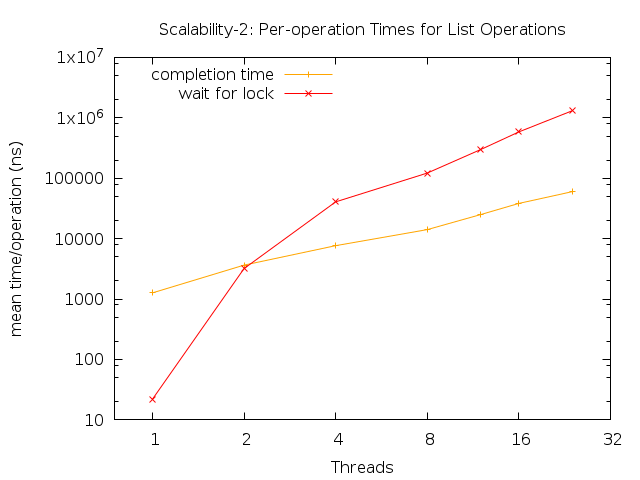 Scalability-2: Per-operation Times for List Operations
completion time
wait for lock
mean time/operation (ns)
1x10^7
1x10^6
100000
10000
1000
100
10
1 2 4 8 16 32
Threads